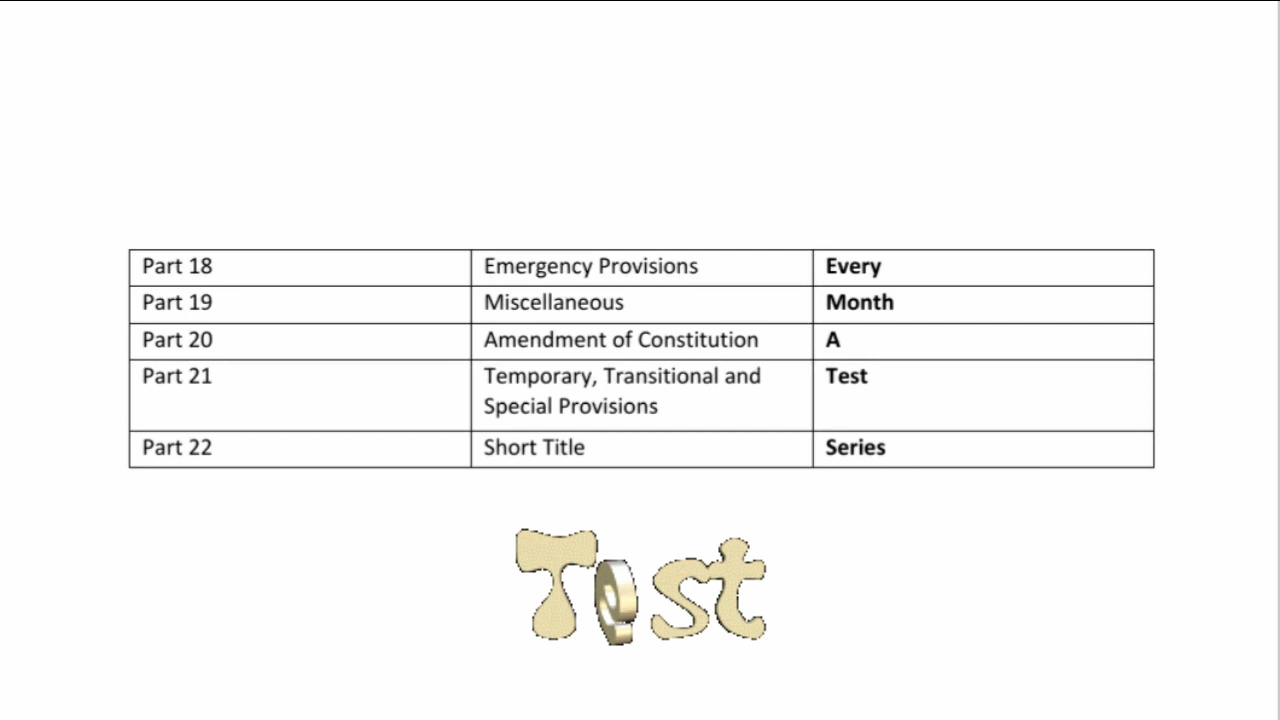 Part 18 Emergency Provisions Every
Part 19 Miscellaneous Month
Part 20 Amendment of Constitution A
Part 21 Temporary, Transitional and Test
Special Provisions
Part 22 Short Title Series
Test